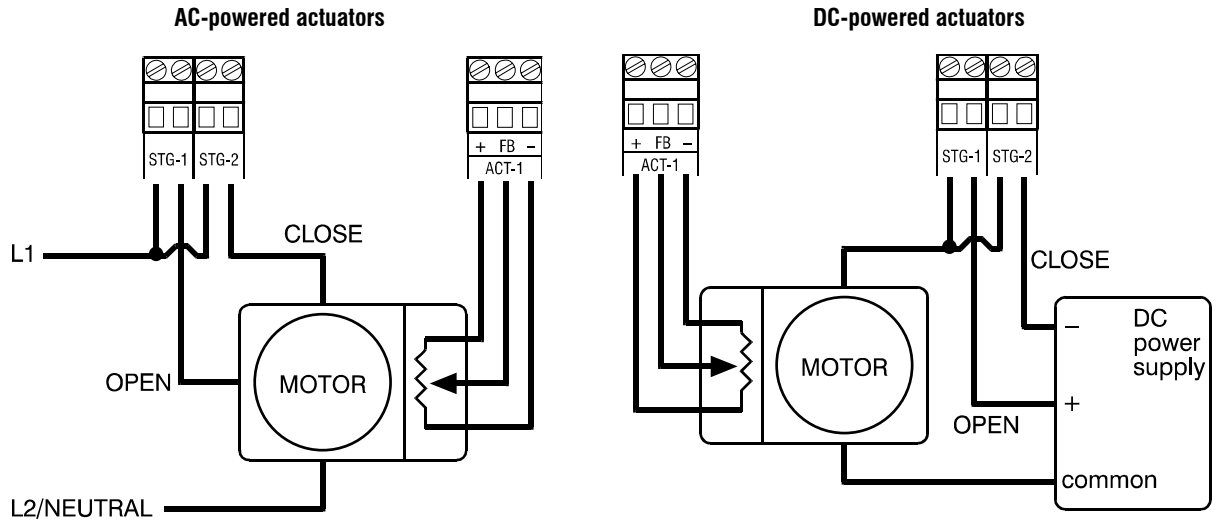 AC-powered actuators
STG-1 STG-2
+ FB −
ACT-1
L1
CLOSE
OPEN
MOTOR
L2/NEUTRAL
DC-powered actuators
+ FB −
ACT-1
STG-1 STG-2
CLOSE
MOTOR
−
DC
power
supply
+
OPEN
common